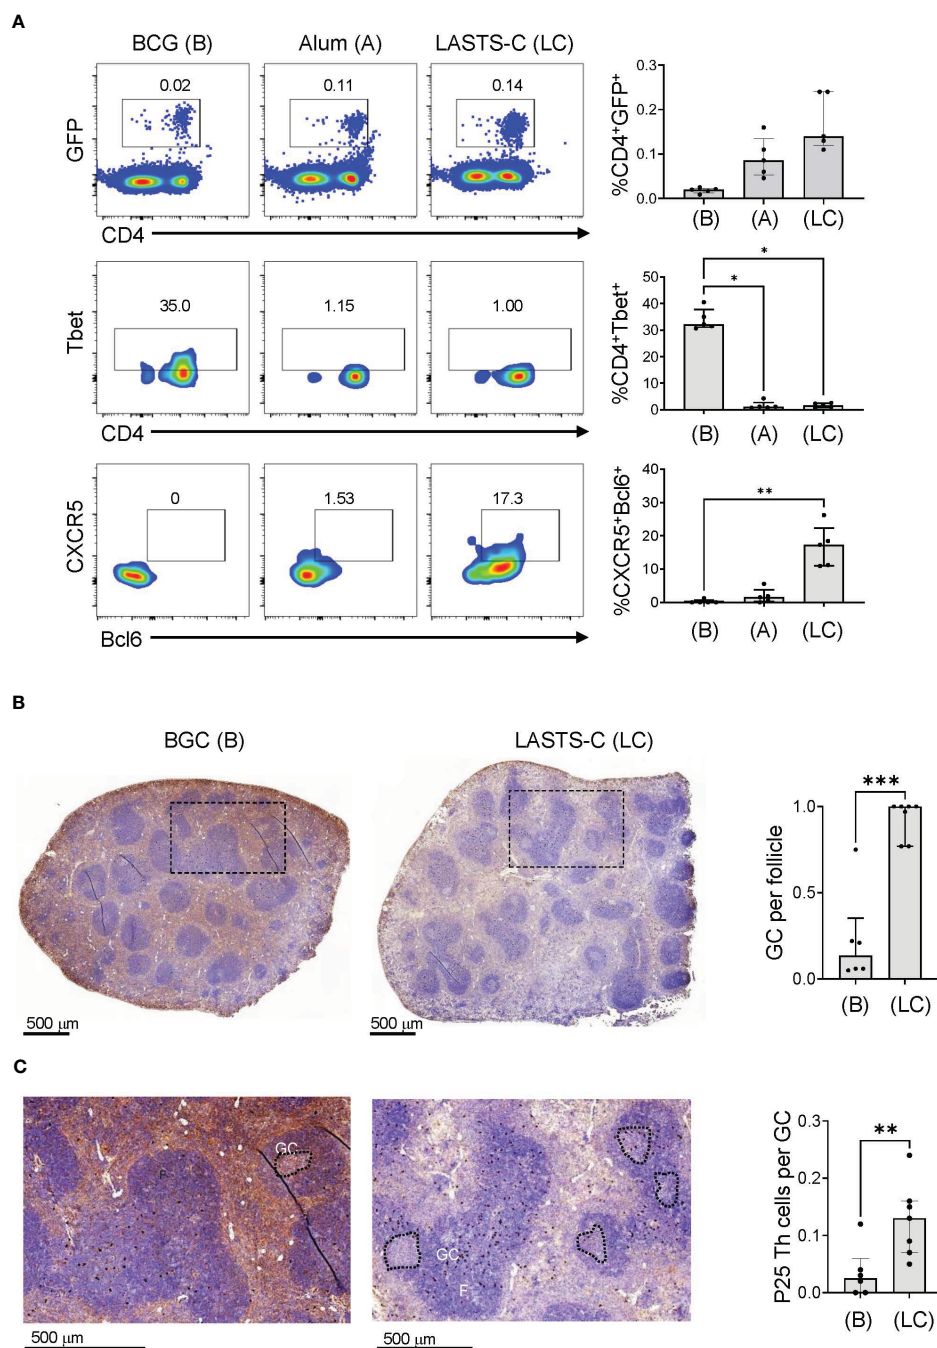 A
BCG (B)
Alum (A)
LASTS-C (LC)
0.02
0.11
0.14
GFP
CD4
%CD4+GFP+
0.3
0.2
0.1
0.0
(B)
(A)
(LC)
35.0
1.15
1.00
Tbet
CD4
%CD4+Tbet+
50
40
30
20
10
0
*
*
(B)
(A)
(LC)
0
1.53
17.3
CXCR5
Bcl6
%CXCR5+Bcl6+
40
30
20
10
0
**
(B)
(A)
(LC)
B
BGC (B)
LASTS-C (LC)
500 µm
500 µm
GC per follicle
1.0
0.5
0.0
***
(B)
(LC)
C
GC
F
500 µm
GC
F
500 µm
P25 Th cells per GC
0.3
0.2
0.1
0.0
**
(B)
(LC)